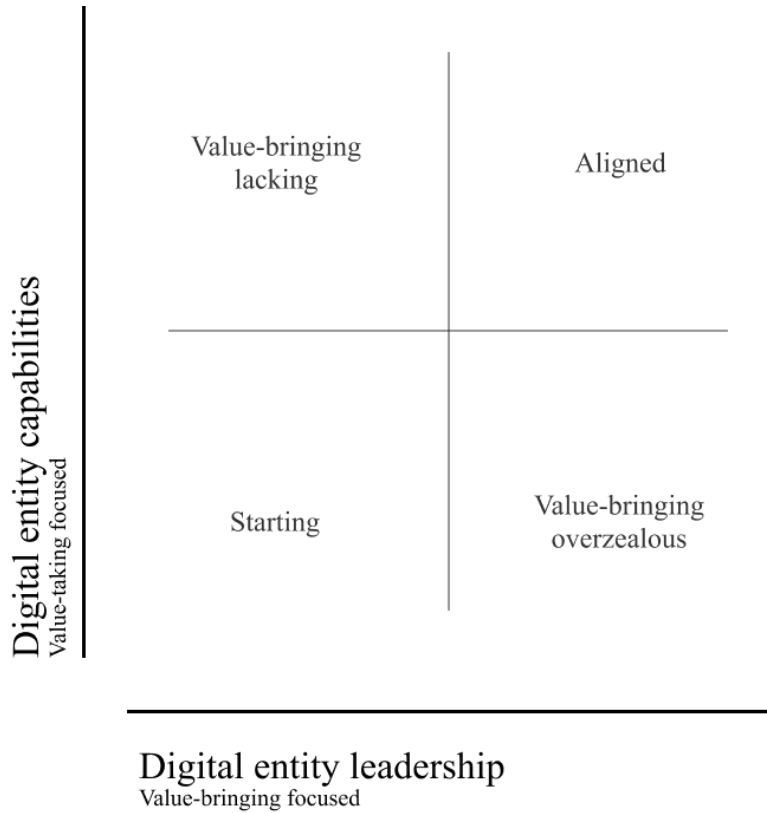 Value-bringing
lacking
Aligned
Starting
Value-bringing
overzealous
Digital entity capabilities
Value-taking focused
Digital entity leadership
Value-bringing focused